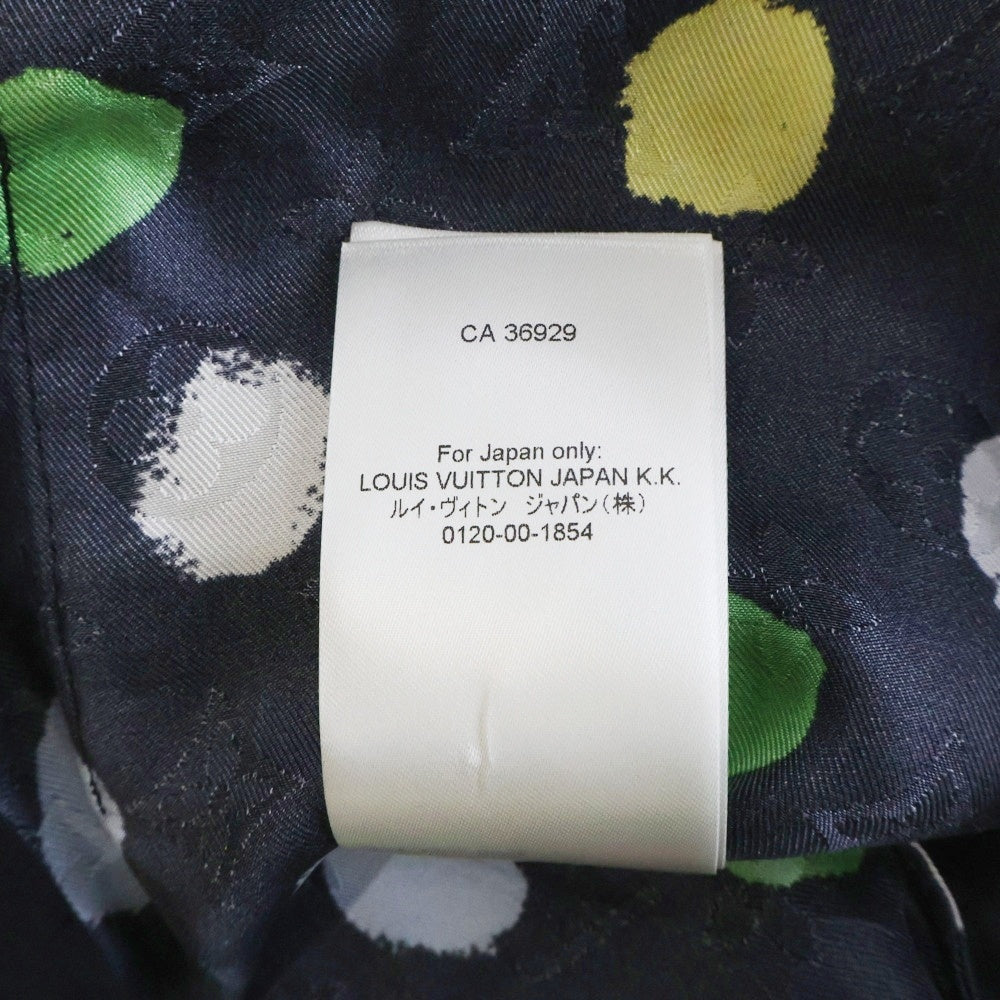 CA 36929
For Japan only:
LOUIS VUITTON JAPAN K.K.
ルイ・ヴィトン ジャパン(株)
0120-00-1854